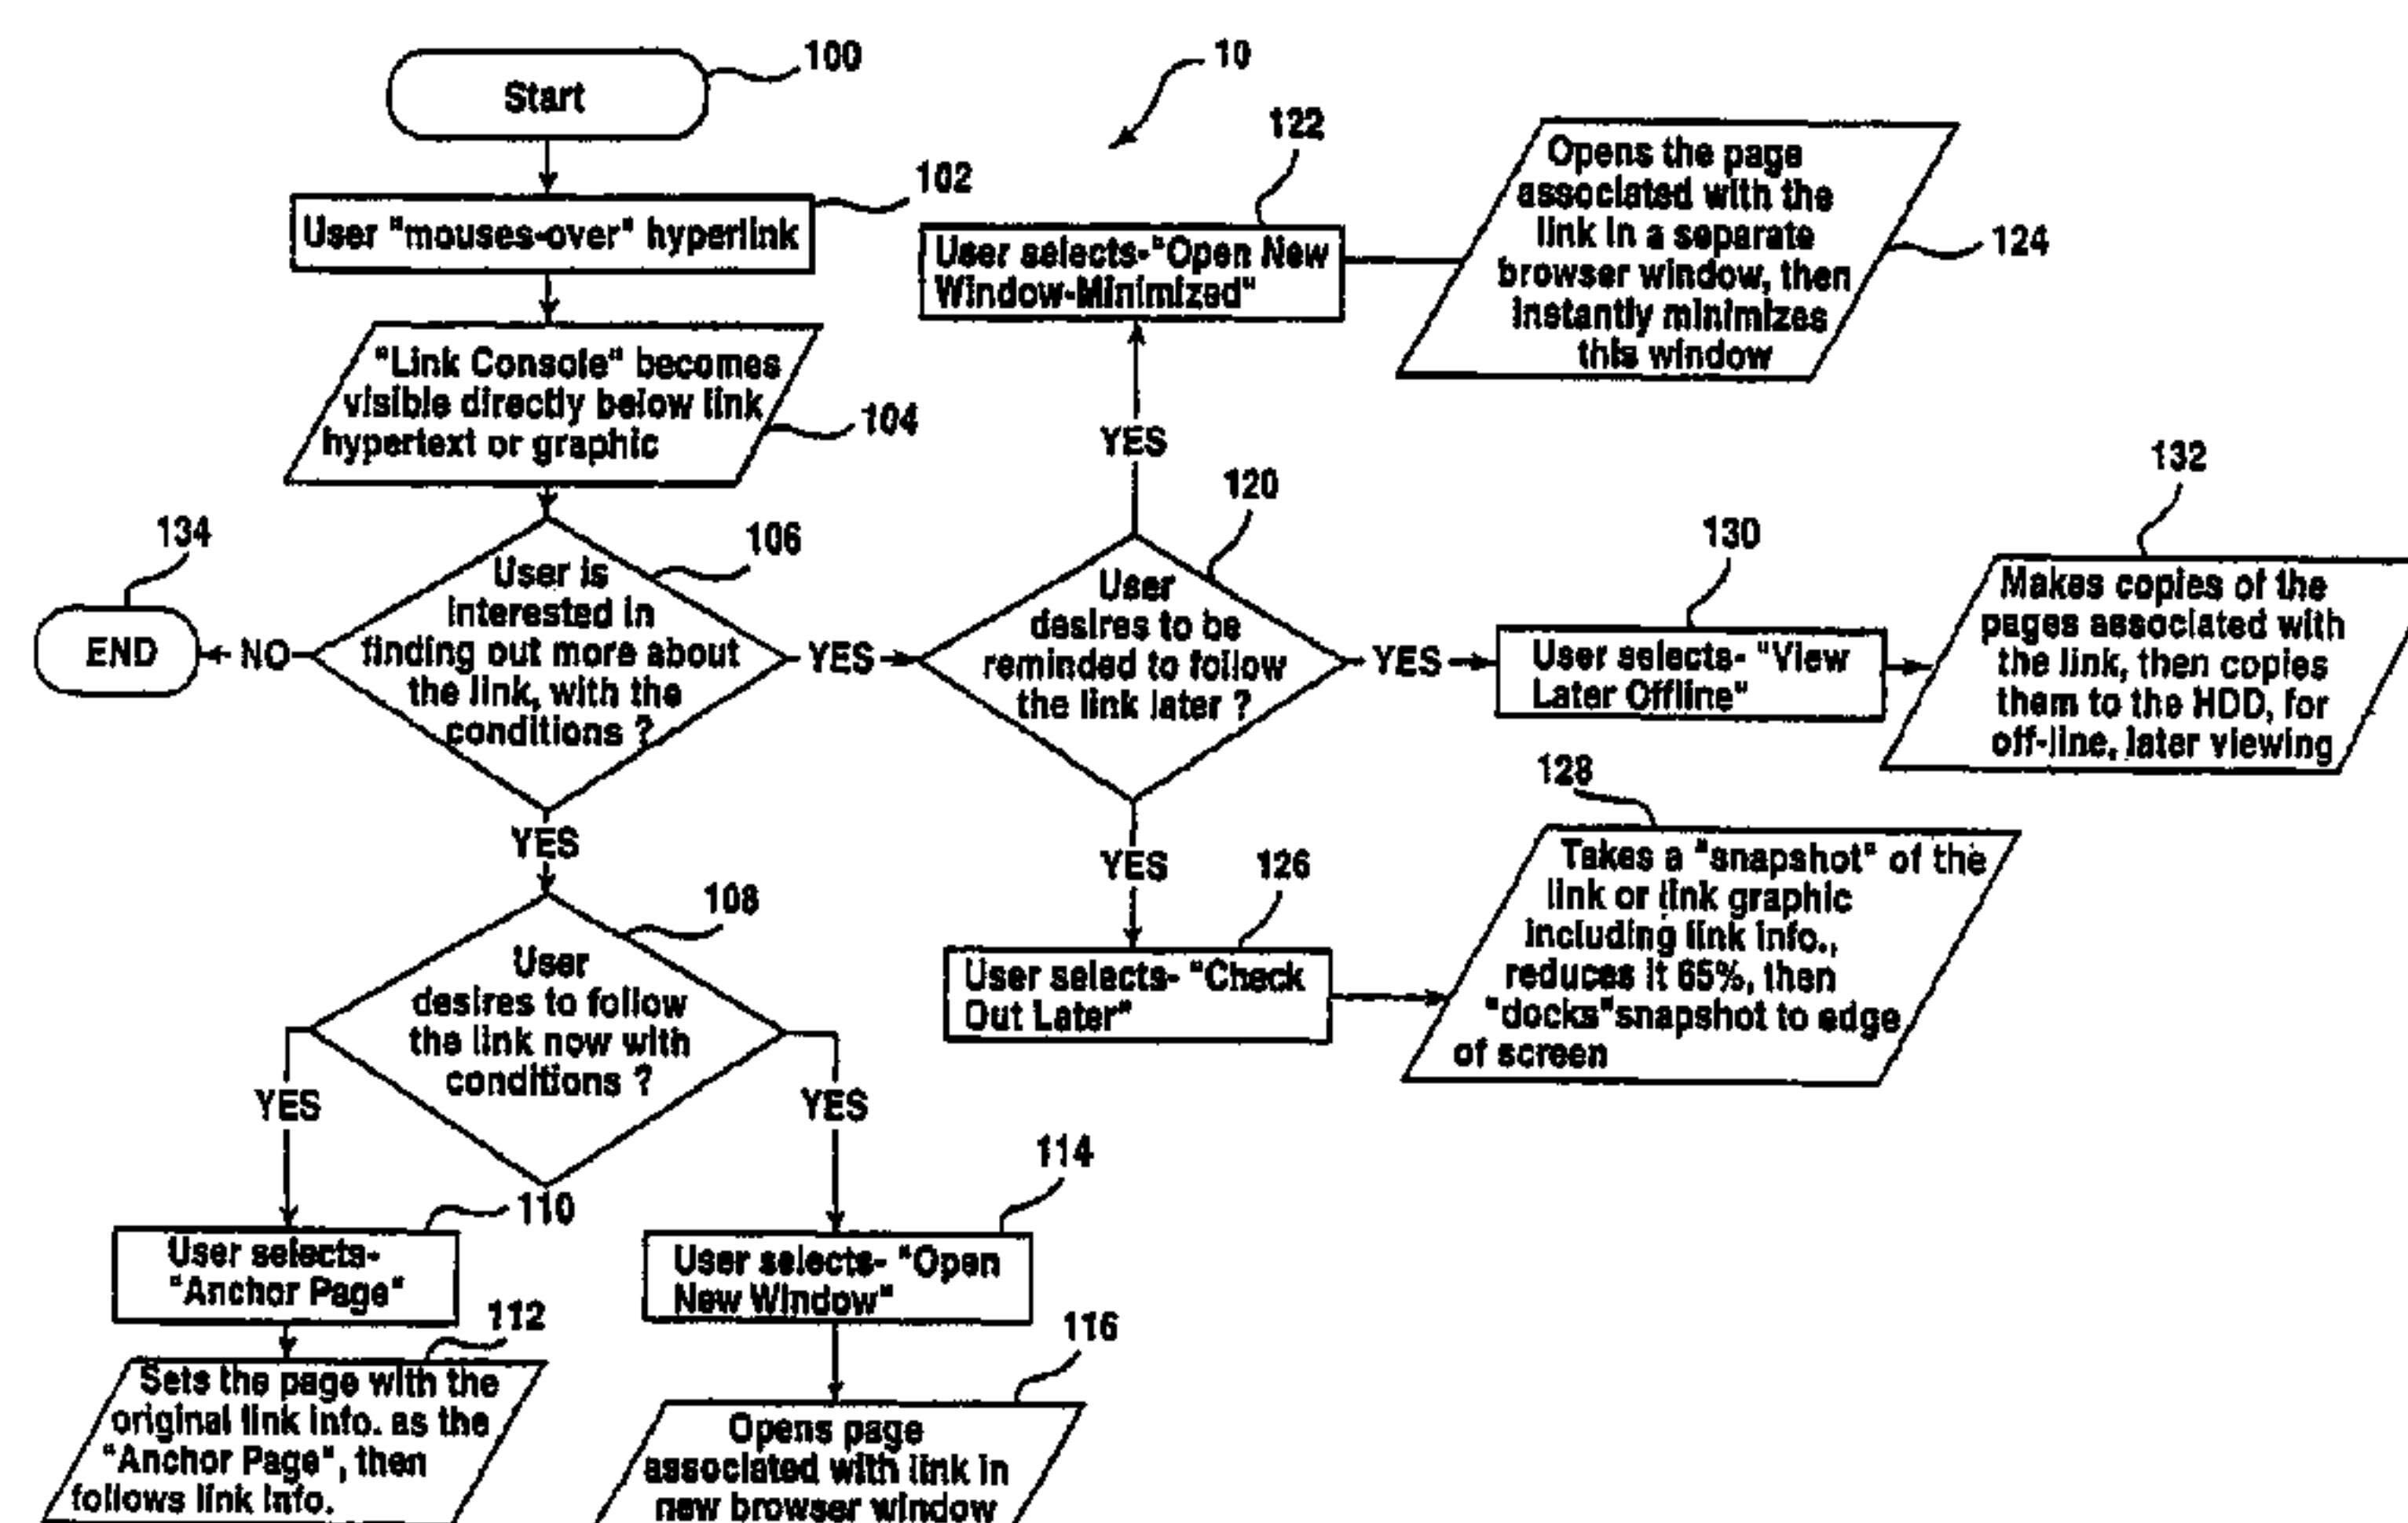 100
Start
10
102
User "mouses-over" hyperlink
122
User selects-"Open New
Window-Minimized"
Opens the page
associated with the
link in a separate
browser window, then
instantly minimizes
this window
124
"Link Console" becomes
visible directly below link
hypertext or graphic
104
YES
120
132
134
106
130
END
NO
User is
interested in
finding out more about
the link, with the
conditions ?
YES
User
desires to be
reminded to follow
the link later ?
YES
User selects- "View
Later Offline"
Makes copies of the
pages associated with
the link, then copies
them to the HDD, for
off-line, later viewing
128
YES
YES
126
User selects- "Check
Out Later"
Takes a "snapshot" of the
link or link graphic
including link info.,
reduces it 65%, then
"docks"snapshot to edge
of screen
108
User
desires to follow
the link now with
conditions ?
YES
YES
114
110
User selects-
"Anchor Page"
User selects- "Open
New Window"
112
116
Sets the page with the
original link info. as the
"Anchor Page", then
follows link info.
Opens page
associated with link in
new browser window